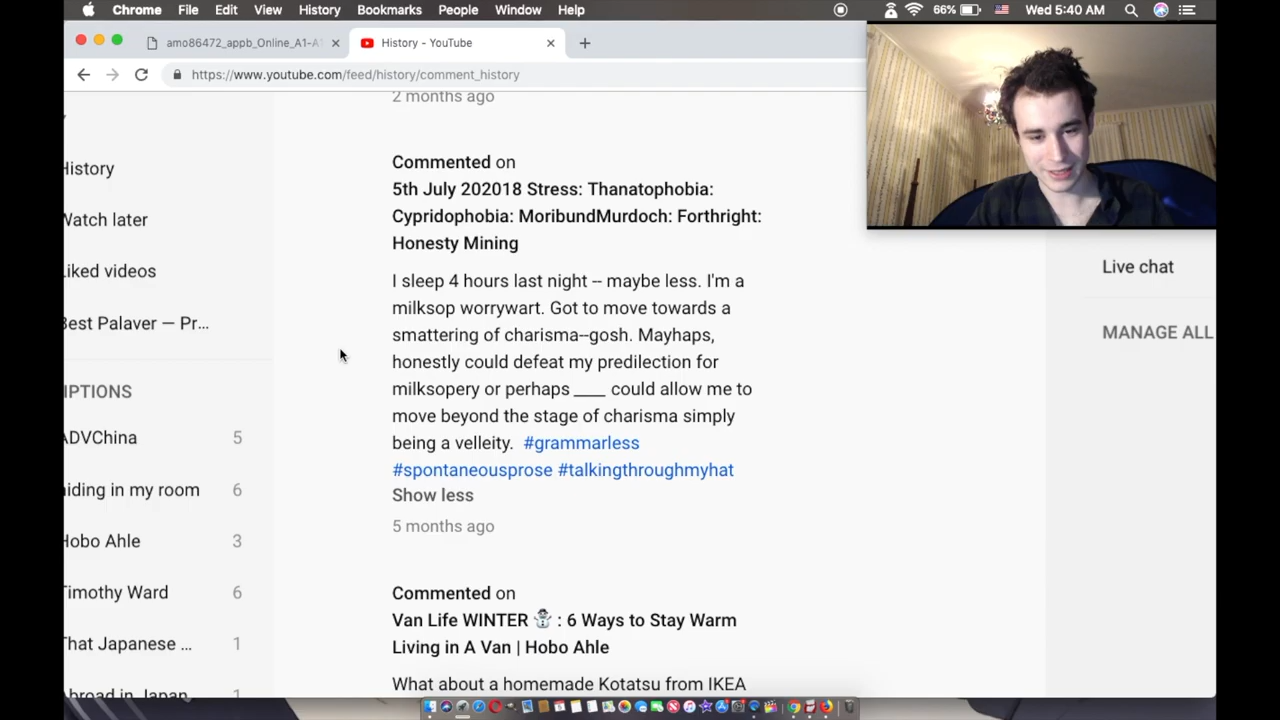 Chrome File Edit View History Bookmarks People Window Help 66% Wed 5:40 AM
amo86472_appb_Online_A1-A History - YouTube
https://www.youtube.com/feed/history/comment_history
2 months ago
History
Watch later
Liked videos
Best Palaver — Pr...
IPTIONS
ADVChina 5
hiding in my room 6
Hobo Ahle 3
Timothy Ward 6
That Japanese ... 1
Abroad in Japan 1
Commented on
5th July 202018 Stress: Thanatophobia:
Cypridophobia: MoribundMurdoch: Forthright:
Honesty Mining
I sleep 4 hours last night -- maybe less. I'm a
milksop worrywart. Got to move towards a
smattering of charisma--gosh. Mayhaps,
honestly could defeat my predilection for
milksopery or perhaps ____ could allow me to
move beyond the stage of charisma simply
being a velleity. #grammarless
#spontaneousprose #talkingthroughmyhat
Show less
5 months ago
Commented on
Van Life WINTER ☃️ : 6 Ways to Stay Warm
Living in A Van | Hobo Ahle
What about a homemade Kotatsu from IKEA
Live chat
MANAGE ALL